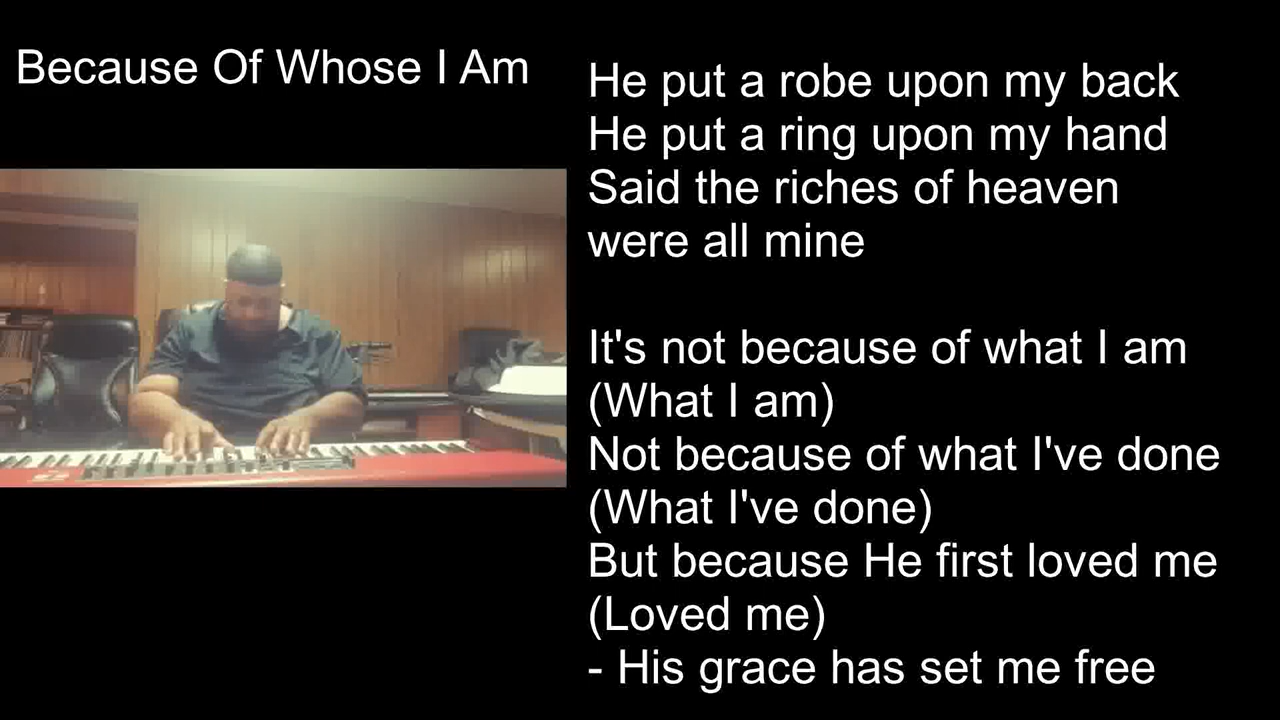 Because Of Whose I Am
He put a robe upon my back
He put a ring upon my hand
Said the riches of heaven
were all mine
It's not because of what I am
(What I am)
Not because of what I've done
(What I've done)
But because He first loved me
(Loved me)
- His grace has set me free